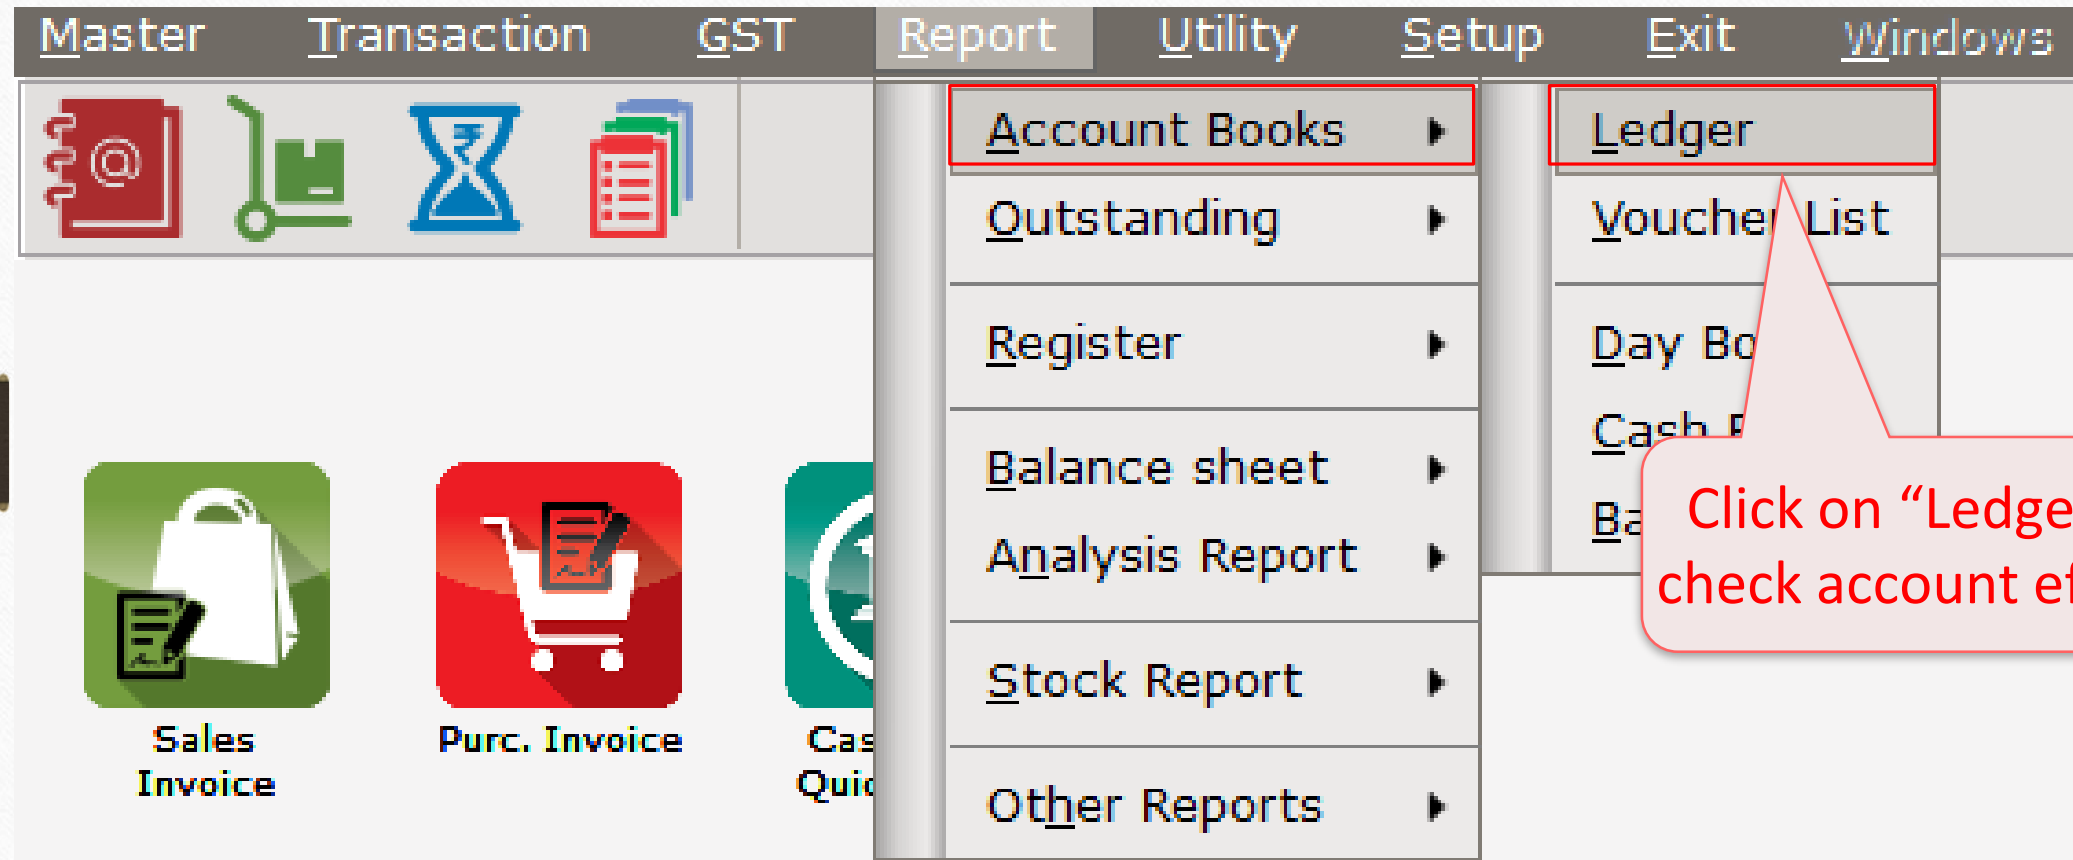 Master Transaction GST Report Utility Setup Exit Windows
Account Books
Outstanding
Register
Balance sheet
Analysis Report
Stock Report
Other Reports
Ledger
Voucher List
Day
Cash
Click on “Ledge
check account
Sales
Invoice
Purc. Invoice